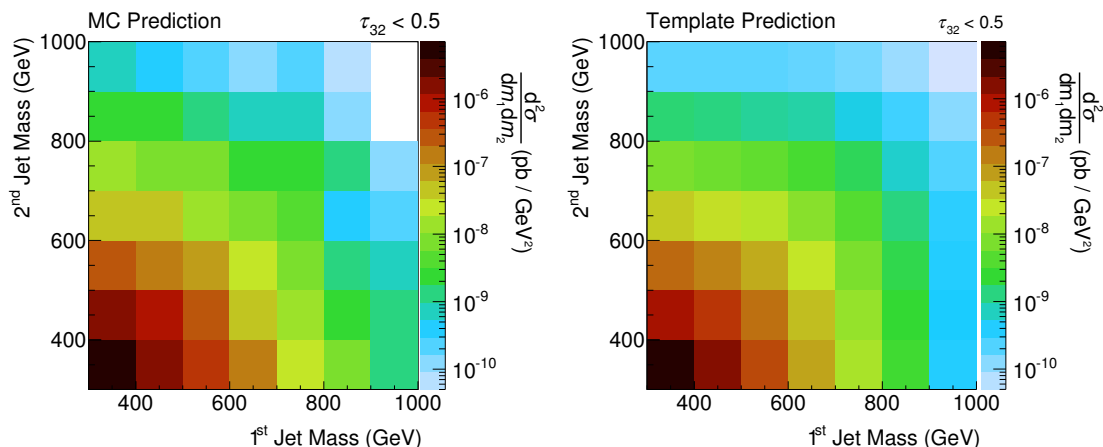 MC Prediction
τ32 < 0.5
1000
800
600
400
2nd Jet Mass (GeV)
400 600 800 1000
1st Jet Mass (GeV)
10-6
10-7
10-8
10-9
10-10
d2σ
dm1dm2
(pb / GeV2)
Template Prediction
τ32 < 0.5
1000
800
600
400
2nd Jet Mass (GeV)
400 600 800 1000
1st Jet Mass (GeV)
10-6
10-7
10-8
10-9
10-10
d2σ
dm1dm2
(pb / GeV2)